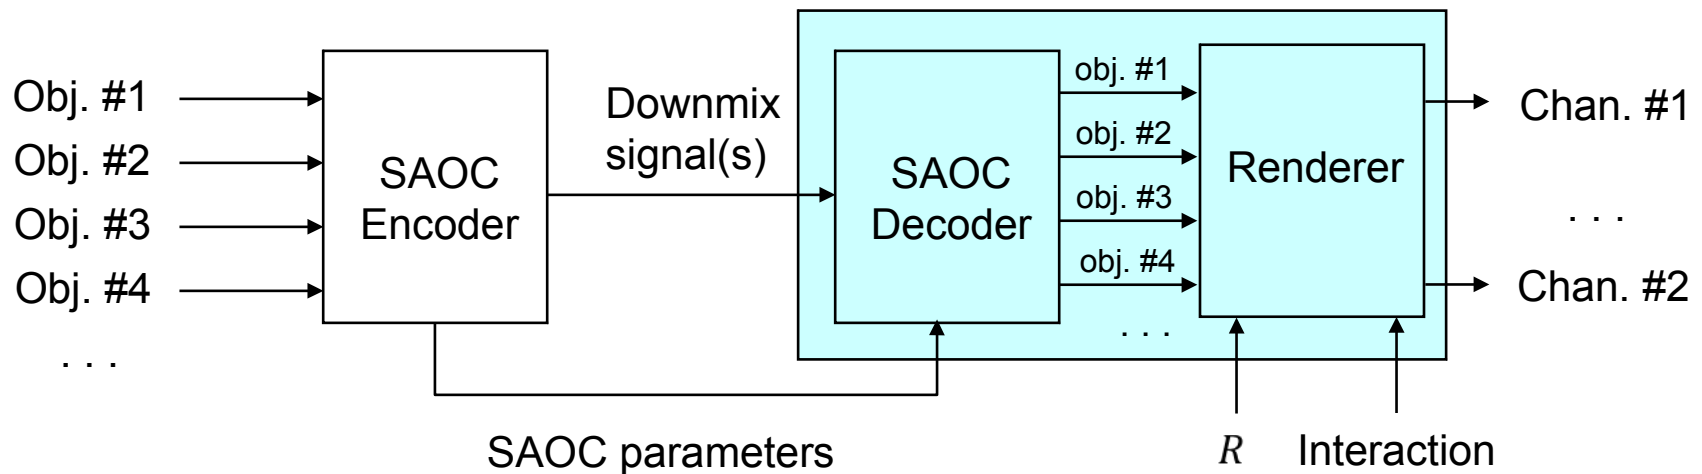 Obj. #1
Obj. #2
Obj. #3
Obj. #4
. . .
SAOC
Encoder
Downmix
signal(s)
SAOC
Decoder
obj. #1
obj. #2
obj. #3
obj. #4
. . .
Renderer
Chan. #1
. . .
Chan. #2
SAOC parameters
R
Interaction